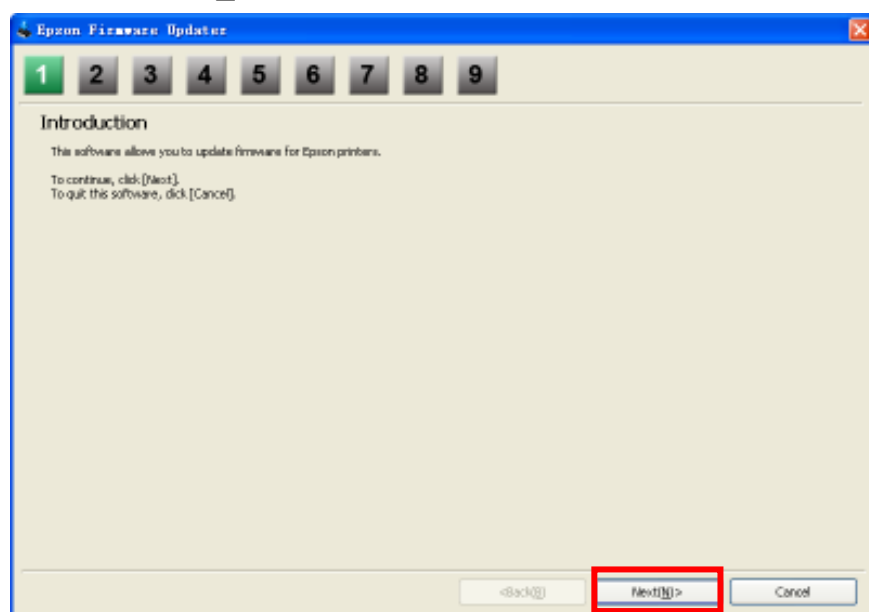 Epson Firmware Updater
1 2 3 4 5 6 7 8 9
Introduction
This software allows you to update firmware for Epson printers.
To continue, click [Next].
To quit this software, click [Cancel].
<Back(B) Next(N)> Cancel